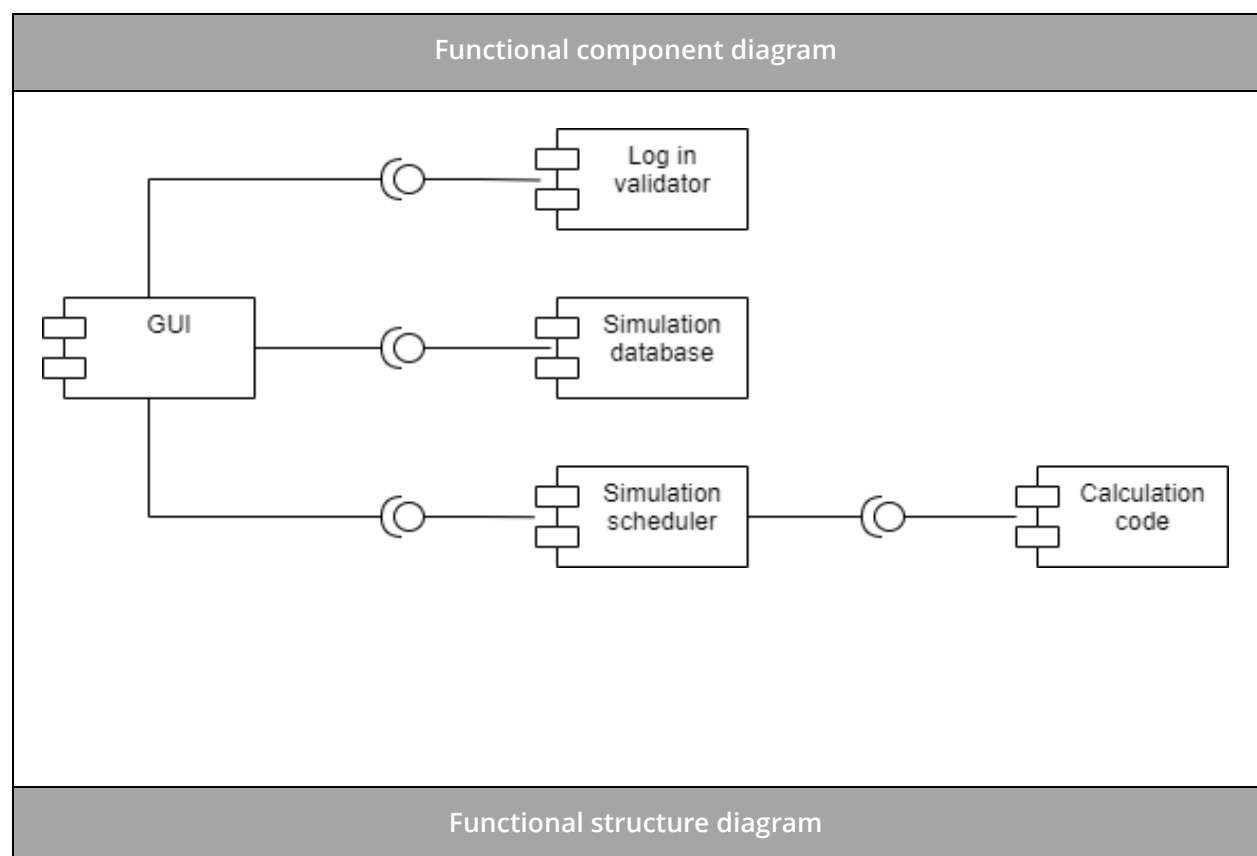 Functional component diagram
Log in
validator
GUI
Simulation
database
Simulation
scheduler
Calculation
code
Functional structure diagram